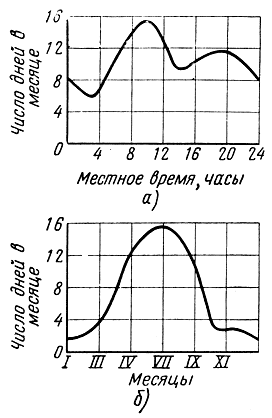 Число дней в
месяце
16
12
8
4
0
0 4 8 12 16 20 24
Местное время, часы
а)
Число дней в
месяце
16
12
8
4
0
I III IV VII IX XI
Месяцы
б)